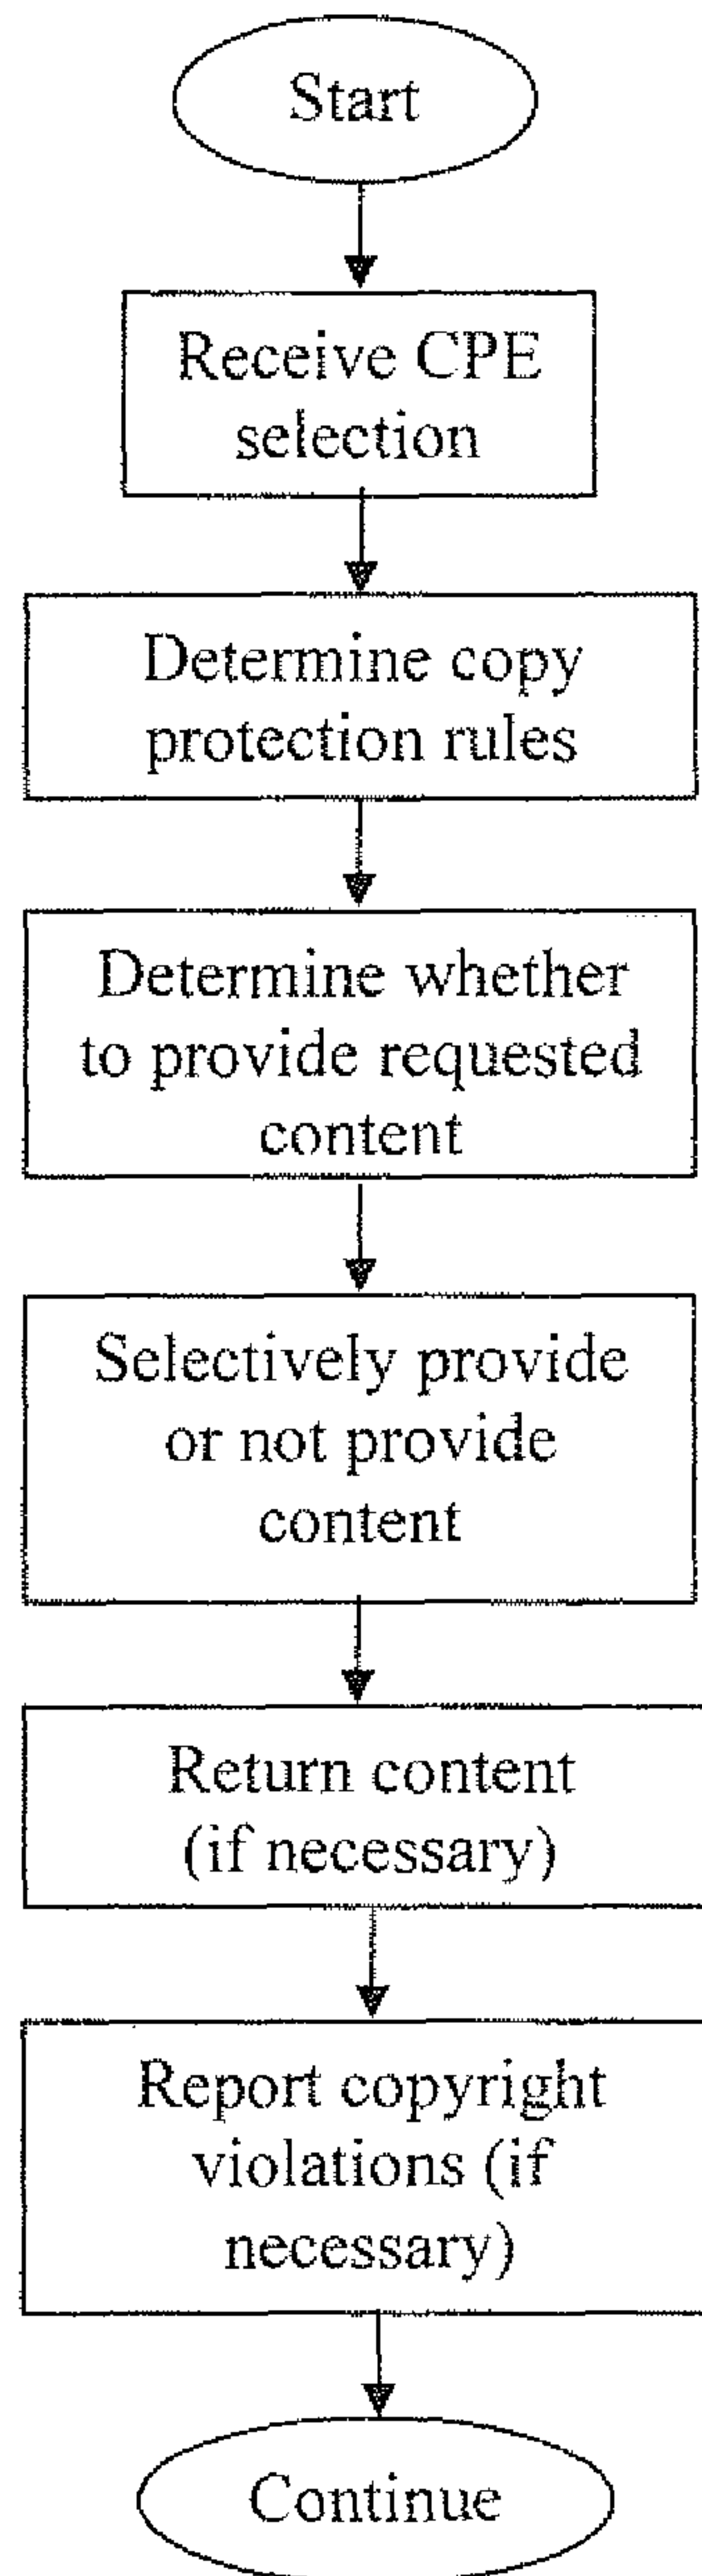 Start
Receive CPE
selection
Determine copy
protection rules
Determine whether
to provide requested
content
Selectively provide
or not provide
content
Return content
(if necessary)
Report copyright
violations (if
necessary)
Continue